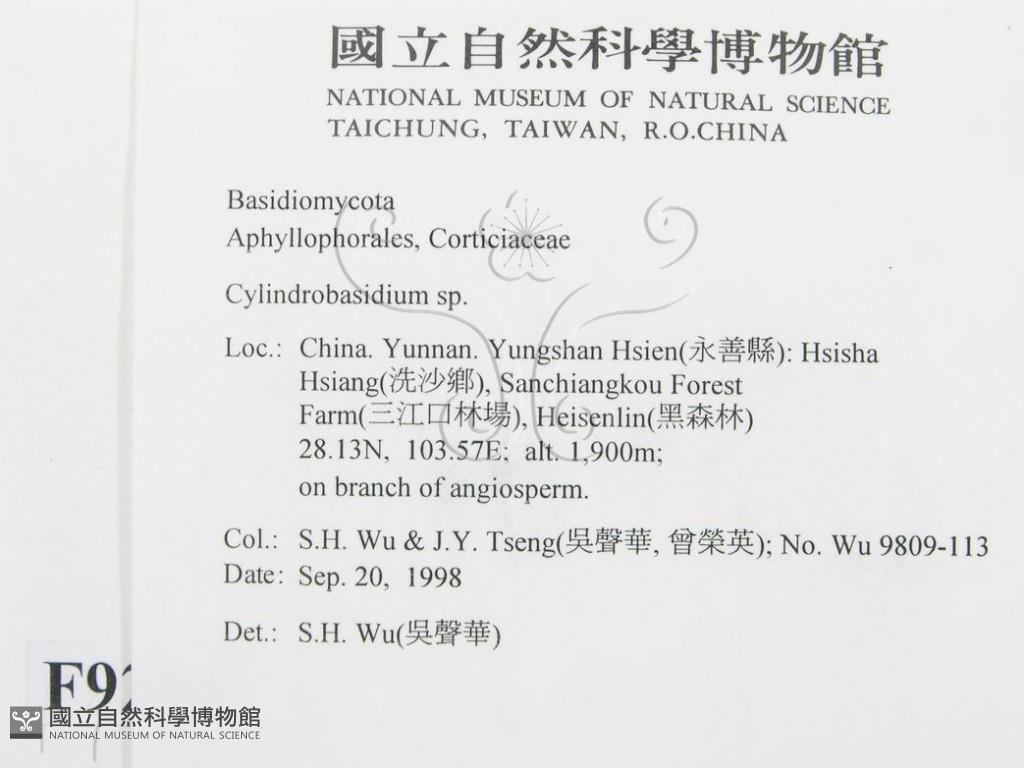 國立自然科學博物館
NATIONAL MUSEUM OF NATURAL SCIENCE
TAICHUNG, TAIWAN, R.O.CHINA
Basidiomycota
Aphyllophorales, Corticiaceae
Cylindrobasidium sp.
Loc.: China. Yunnan. Yungshan Hsien(永善縣): Hsisha
Hsiang(洗沙鄉), Sanchiangkou Forest
Farm(三江口林場), Heisenlin(黑森林)
28.13N, 103.57E; alt. 1,900m;
on branch of angiosperm.
Col.: S.H. Wu & J.Y. Tseng(吳聲華, 曾榮英); No. Wu 9809-113
Date: Sep. 20, 1998
Det.: S.H. Wu(吳聲華)
國立自然科學博物館
NATIONAL MUSEUM OF NATURAL SCIENCE